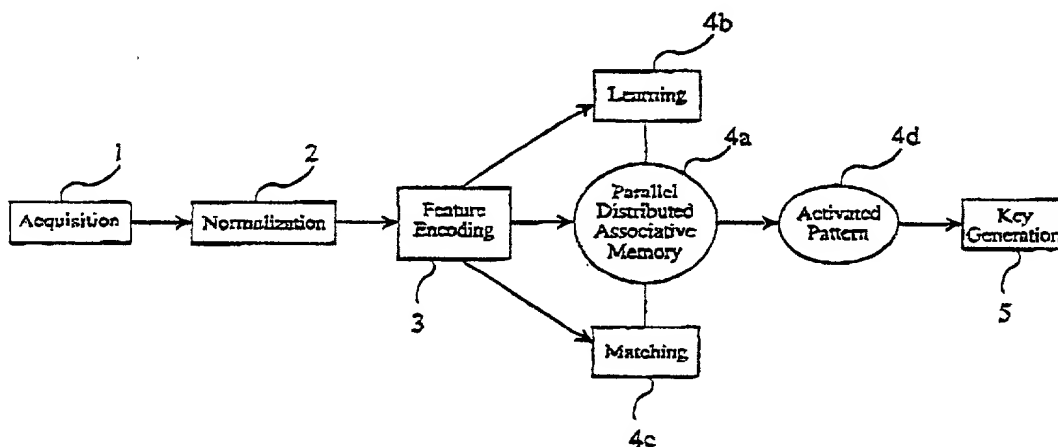 4b
Learning
1
2
4a
4d
Acquisition
Normalization
Feature
Encoding
Parallel
Distributed
Associative
Memory
Activated
Pattern
Key
Generation
3
5
Matching
4c